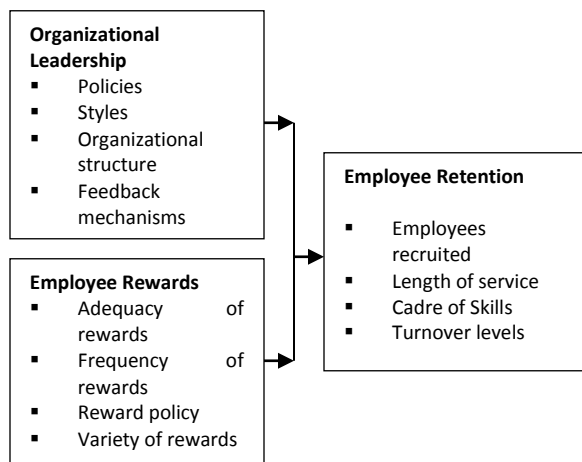 Organizational
Leadership
▪ Policies
▪ Styles
▪ Organizational
structure
▪ Feedback
mechanisms
Employee Rewards
▪ Adequacy of
rewards
▪ Frequency of
rewards
▪ Reward policy
▪ Variety of rewards
Employee Retention
▪ Employees
recruited
▪ Length of service
▪ Cadre of Skills
▪ Turnover levels